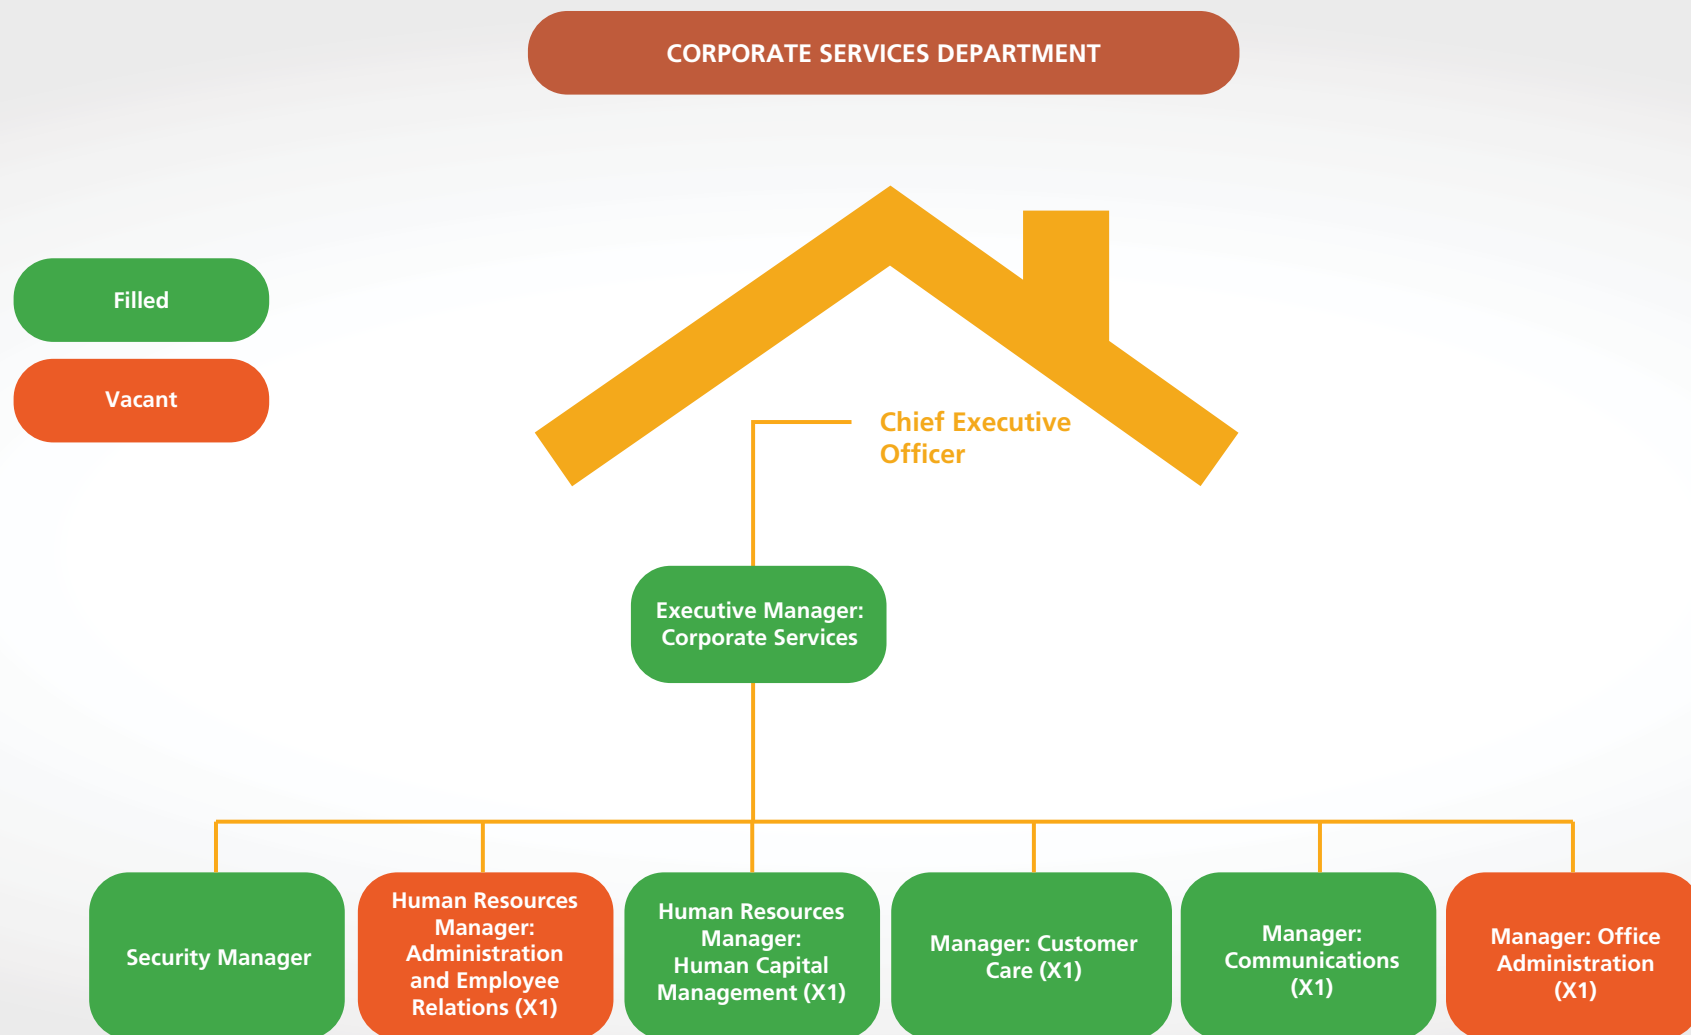 CORPORATE SERVICES DEPARTMENT
Filled
Vacant
Chief Executive
Officer
Executive Manager:
Corporate Services
Security Manager
Human Resources
Manager:
Administration
and Employee
Relations (X1)
Human Resources
Manager:
Human Capital
Management (X1)
Manager: Customer
Care (X1)
Manager:
Communications
(X1)
Manager: Office
Administration
(X1)